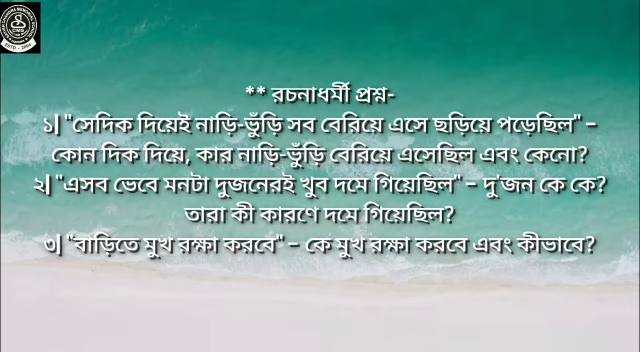 ** রচনাধর্মী প্রশ্ন-
১| "সেদিক দিয়েই নাড়ি-ভুঁড়ি সব বেরিয়ে এসে ছড়িয়ে পড়েছিল" –
কোন দিক দিয়ে, কার নাড়ি-ভুঁড়ি বেরিয়ে এসেছিল এবং কেনো?
২| "এসব ভেবে মনটা দুজনেরই খুব দমে গিয়েছিল" – দু'জন কে কে?
তারা কী কারণে দমে গিয়েছিল?
৩| "বাড়িতে মুখ রক্ষা করবে" – কে মুখ রক্ষা করবে এবং কীভাবে?